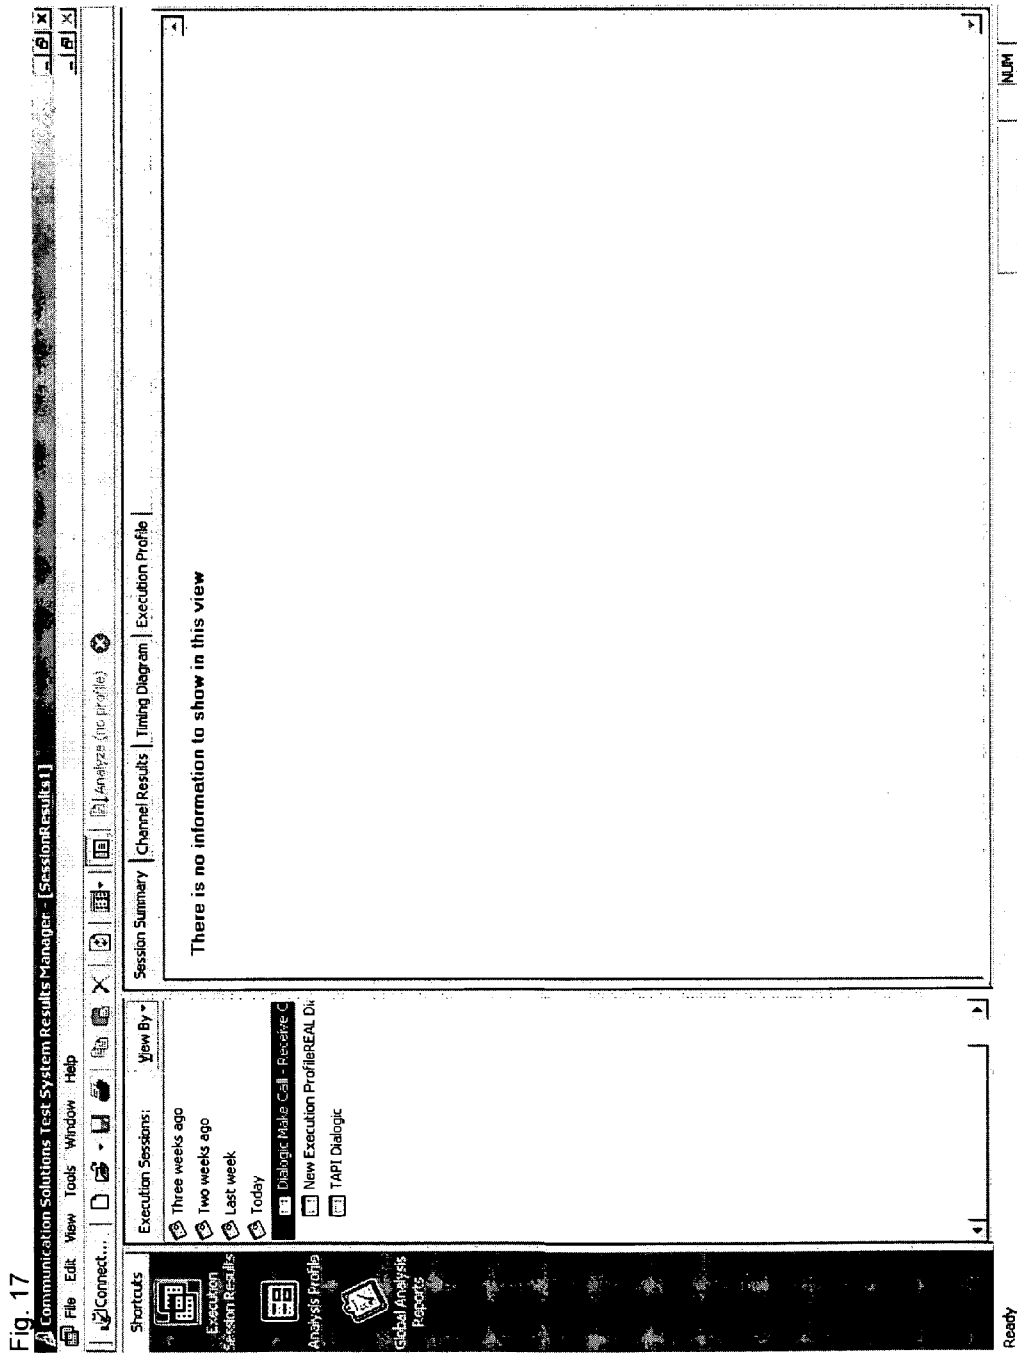 Fig. 17
Communication Solutions Test System Results Manager - [SessionResults1]
File Edit View Tools Window Help
Connect...
Analyze (no profile)
Shortcuts
Execution Session Results
Analysis Profile
Global Analysis Reports
Execution Sessions:
View By
Three weeks ago
Two weeks ago
Last week
Today
Dialogic Make Call - Receive C
New Execution ProfileREAL Di
TAPI Dialogic
Session Summary
Channel Results
Timing Diagram
Execution Profile
There is no information to show in this view
Ready
NUM